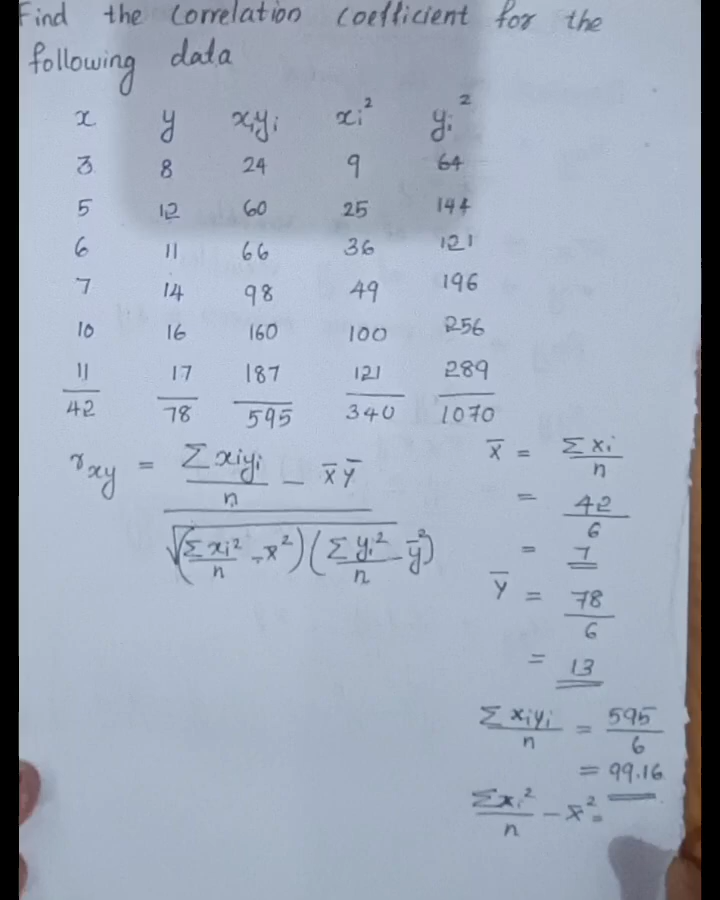 Find the Correlation Coefficient for the
following data
x y xiyi xi² yi²
3 8 24 9 64
5 12 60 25 144
6 11 66 36 121
7 14 98 49 196
10 16 160 100 256
11 17 187 121 289
42 78 595 340 1070
rxy = Σxiyi/n - x̄ȳ / √(Σxi²/n - x̄²)(Σyi²/n - ȳ²)
x̄ = Σxi/n
= 42/6
= 7
ȳ = 78/6
= 13
Σxiyi/n = 595/6
= 99.16
Σxi²/n - x̄² =